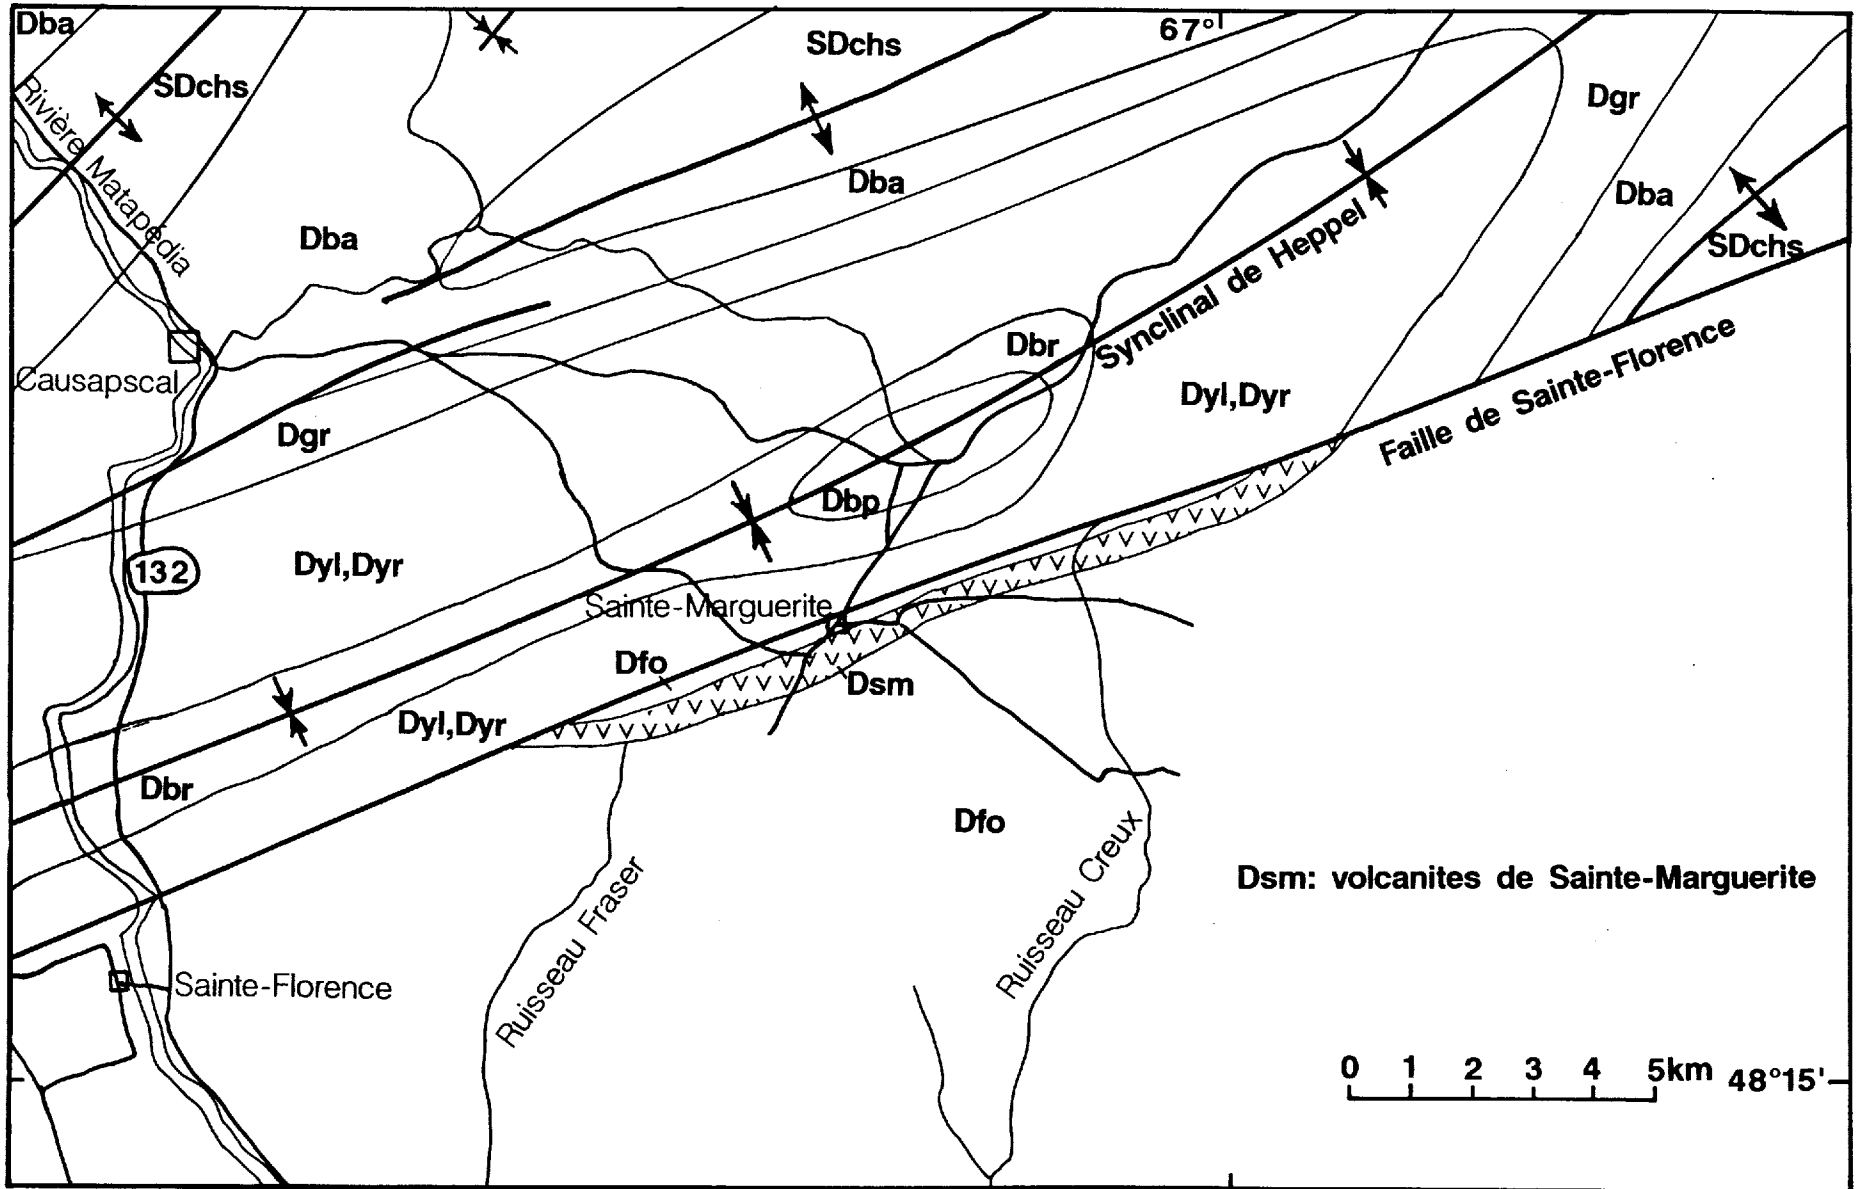 Dba
67°
SDchs
SDchs
Dgr
Rivière Matapédia
Dba
Dba
Dba
SDchs
Synclinal de Heppel
Dbr
Causapscal
Dyl,Dyr
Faille de Sainte-Florence
Dgr
Dbp
132
Dyl,Dyr
Sainte-Marguerite
Dfo
Dsm
Dyl,Dyr
Dbr
Dfo
Ruisseau Creux
Dsm: volcanites de Sainte-Marguerite
Ruisseau Fraser
Sainte-Florence
0 1 2 3 4 5km
48°15'